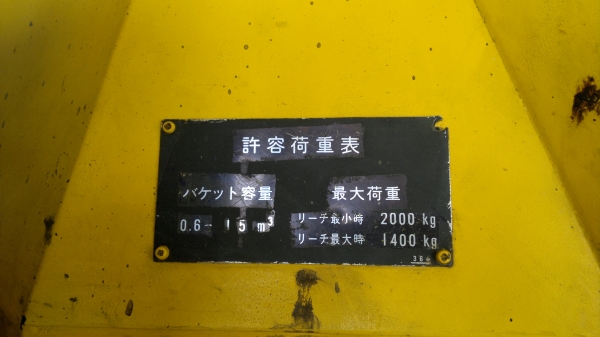 許容荷重表
バケット容量 最大荷重
0.6- 1 5 m³ リーチ最小時 2000 kg
リーチ最大時 1400 kg